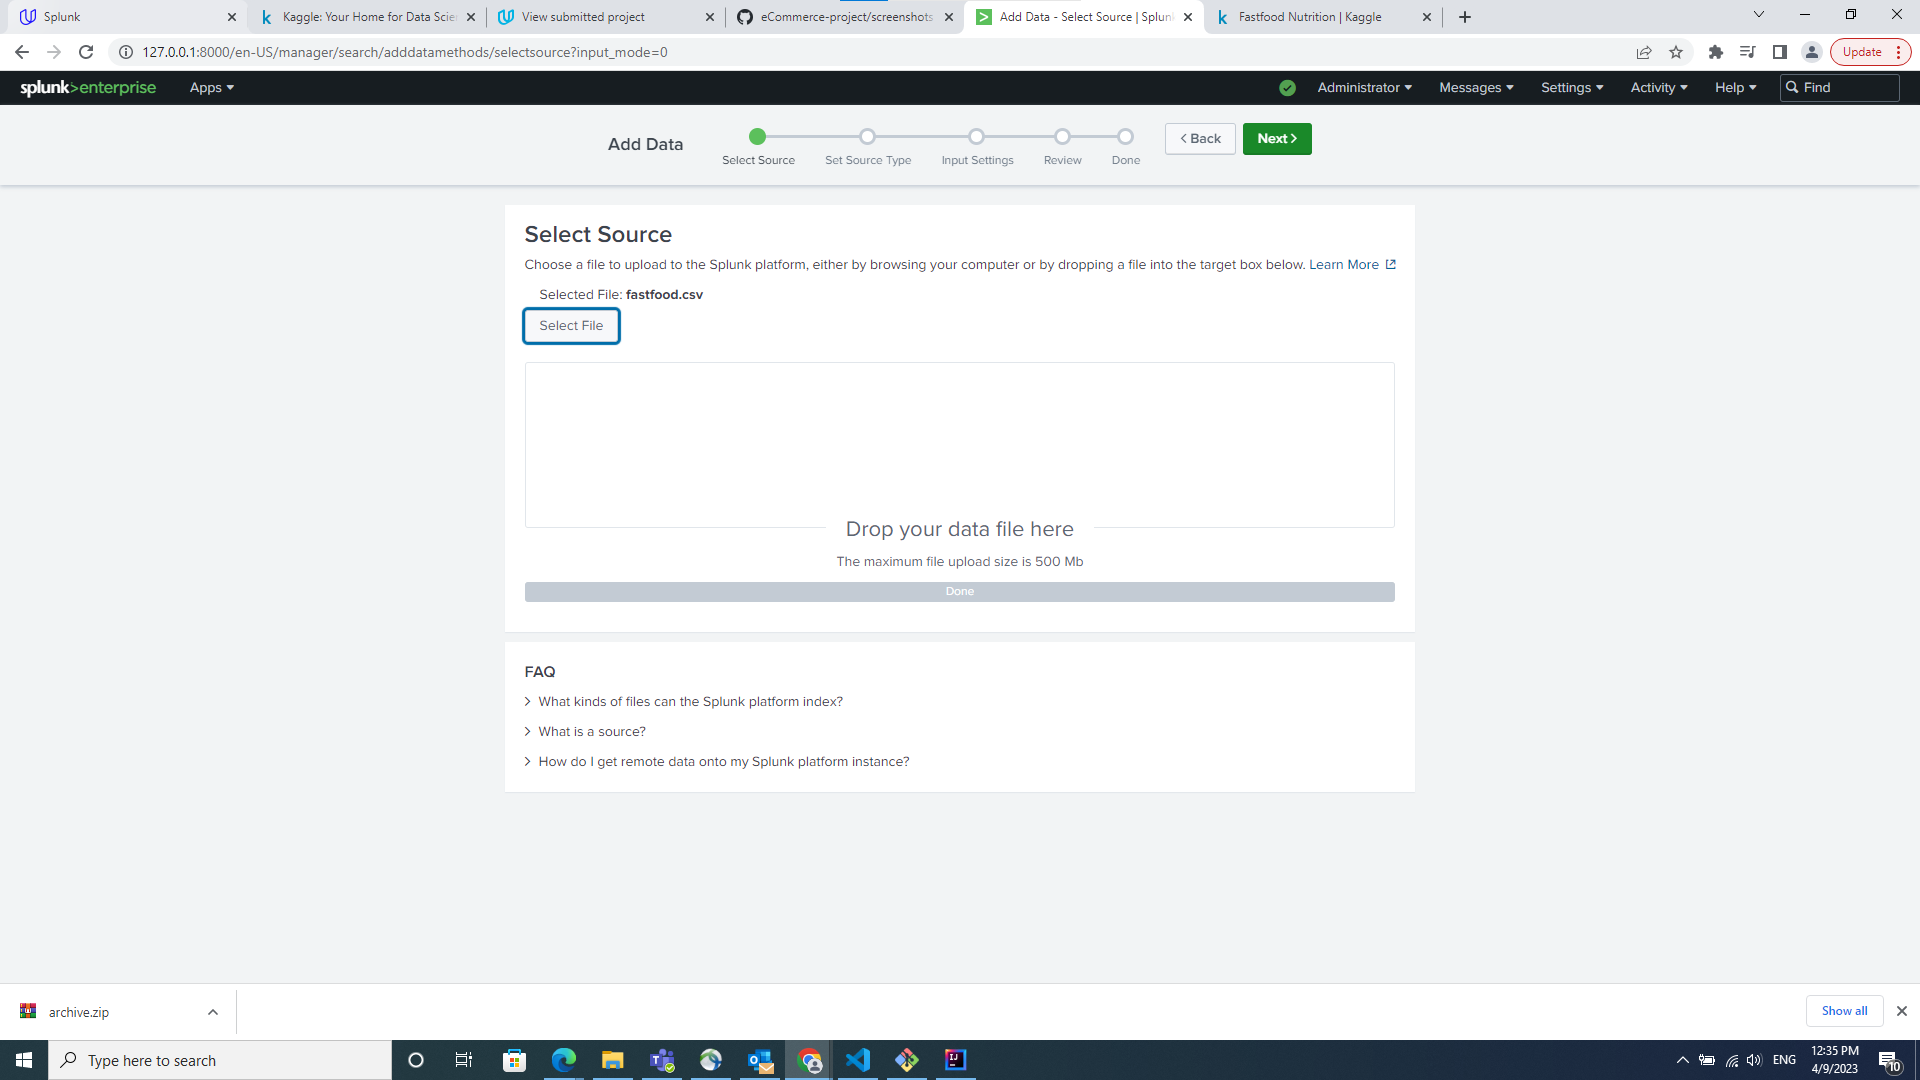 Splunk
Kaggle: Your Home for Data Scien
View submitted project
eCommerce-project/screenshots
Add Data - Select Source | Splun
Fastfood Nutrition | Kaggle
127.0.0.1:8000/en-US/manager/search/adddatamethods/selectsource?input_mode=0
Update
splunk>enterprise
Apps
Administrator
Messages
Settings
Activity
Help
Find
Add Data
Select Source
Set Source Type
Input Settings
Review
Done
Back
Next
Select Source
Choose a file to upload to the Splunk platform, either by browsing your computer or by dropping a file into the target box below. Learn More
Selected File: fastfood.csv
Select File
Drop your data file here
The maximum file upload size is 500 Mb
Done
FAQ
What kinds of files can the Splunk platform index?
What is a source?
How do I get remote data onto my Splunk platform instance?
archive.zip
Show all
Type here to search
ENG
12:35 PM
4/9/2023
10